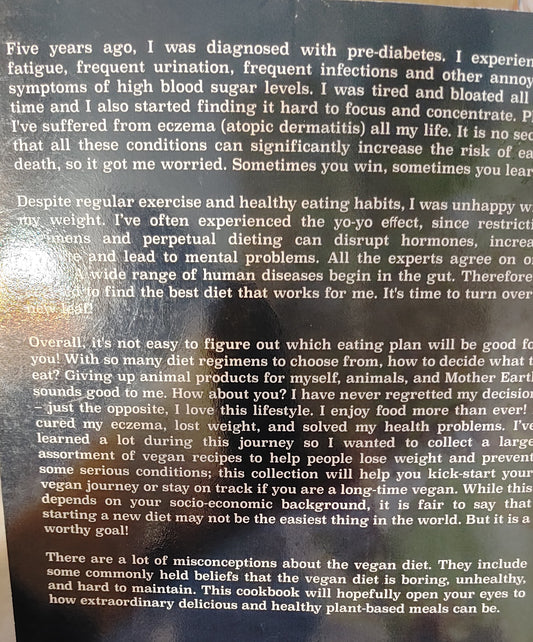 Five years ago, I was diagnosed with pre-diabetes. I experien
fatigue, frequent urination, frequent infections and other annoy
symptoms of high blood sugar levels. I was tired and bloated all
time and I also started finding it hard to focus and concentrate. P
I've suffered from eczema (atopic dermatitis) all my life. It is no sec
that all these conditions can significantly increase the risk of ea
death, so it got me worried. Sometimes you win, sometimes you lear
Despite regular exercise and healthy eating habits, I was unhappy w
my weight. I've often experienced the yo-yo effect, since restricti
mens and perpetual dieting can disrupt hormones, increa
and lead to mental problems. All the experts agree on o
A wide range of human diseases begin in the gut. Therefore
to find the best diet that works for me. It's time to turn over
new leaf!
Overall, it's not easy to figure out which eating plan will be good fo
you! With so many diet regimens to choose from, how to decide what t
eat? Giving up animal products for myself, animals, and Mother Eart
sounds good to me. How about you? I have never regretted my decision
– just the opposite, I love this lifestyle. I enjoy food more than ever!
cured my eczema, lost weight, and solved my health problems. I've
learned a lot during this journey so I wanted to collect a large
assortment of vegan recipes to help people lose weight and prevent
some serious conditions; this collection will help you kick-start your
vegan journey or stay on track if you are a long-time vegan. While this
depends on your socio-economic background, it is fair to say that
starting a new diet may not be the easiest thing in the world. But it is a
worthy goal!
There are a lot of misconceptions about the vegan diet. They include
some commonly held beliefs that the vegan diet is boring, unhealthy,
and hard to maintain. This cookbook will hopefully open your eyes to
how extraordinary delicious and healthy plant-based meals can be.